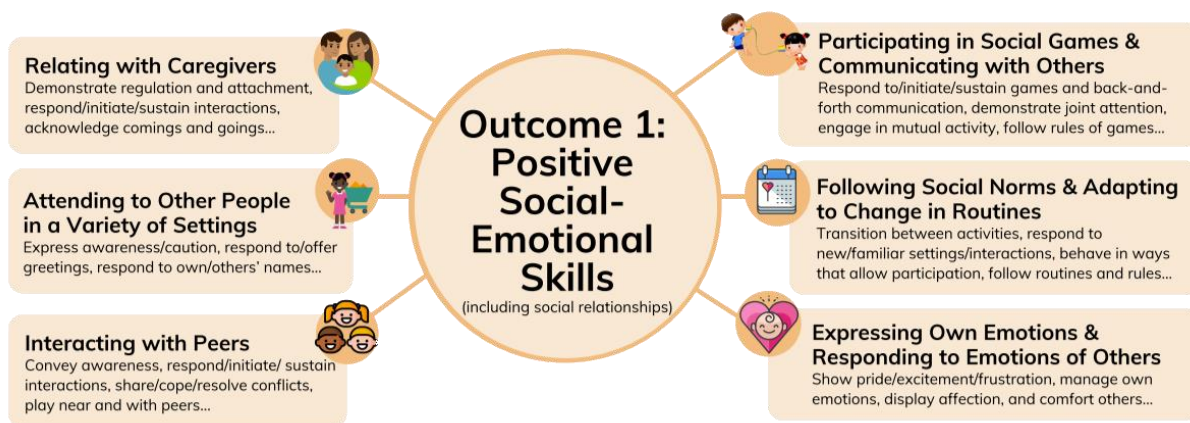 Relating with Caregivers
Demonstrate regulation and attachment,
respond/initiate/sustain interactions,
acknowledge comings and goings...
Attending to Other People
in a Variety of Settings
Express awareness/caution, respond to/offer
greetings, respond to own/others' names...
Interacting with Peers
Convey awareness, respond/initiate/ sustain
interactions, share/cope/resolve conflicts,
play near and with peers...
Outcome 1:
Positive
Social-
Emotional
Skills
(including social relationships)
Participating in Social Games &
Communicating with Others
Respond to/initiate/sustain games and back-and-
forth communication, demonstrate joint attention,
engage in mutual activity, follow rules of games...
Following Social Norms & Adapting
to Change in Routines
Transition between activities, respond to
new/familiar settings/interactions, behave in ways
that allow participation, follow routines and rules...
Expressing Own Emotions &
Responding to Emotions of Others
Show pride/excitement/frustration, manage own
emotions, display affection, and comfort others...